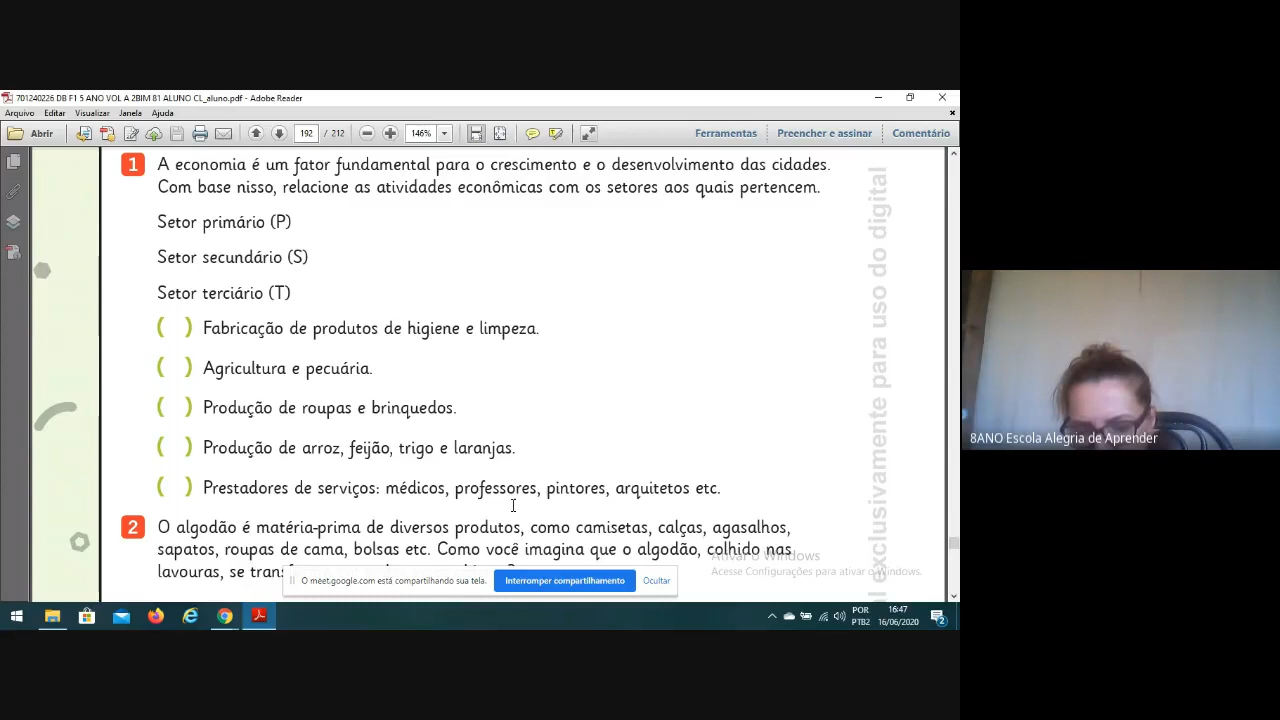 701240226 DB F1 5 ANO VOL A 2BIM 81 ALUNO CL_aluno.pdf - Adobe Reader
Arquivo Editar Visualizar Janela Ajuda
Abrir 192 / 212 146% Ferramentas Preencher e assinar Comentário
1 A economia é um fator fundamental para o crescimento e o desenvolvimento das cidades.
Com base nisso, relacione as atividades econômicas com os setores aos quais pertencem.
Setor primário (P)
Setor secundário (S)
Setor terciário (T)
( ) Fabricação de produtos de higiene e limpeza.
( ) Agricultura e pecuária.
( ) Produção de roupas e brinquedos.
( ) Produção de arroz, feijão, trigo e laranjas.
( ) Prestadores de serviços: médicos, professores, pintores, arquitetos etc.
2 O algodão é matéria-prima de diversos produtos, como camisetas, calças, agasalhos,
sapatos, roupas de cama, bolsas etc. Como você imagina que o algodão, colhido nas
lavouras, se
exclusivamente para uso do digital
Ativar o Windows
Acesse Configurações para ativar o Windows.
O meet.google.com está compartilhando sua tela. Interromper compartilhamento Ocultar
POR
PTB2
16:47
16/06/2020
2
8ANO Escola Alegria de Aprender